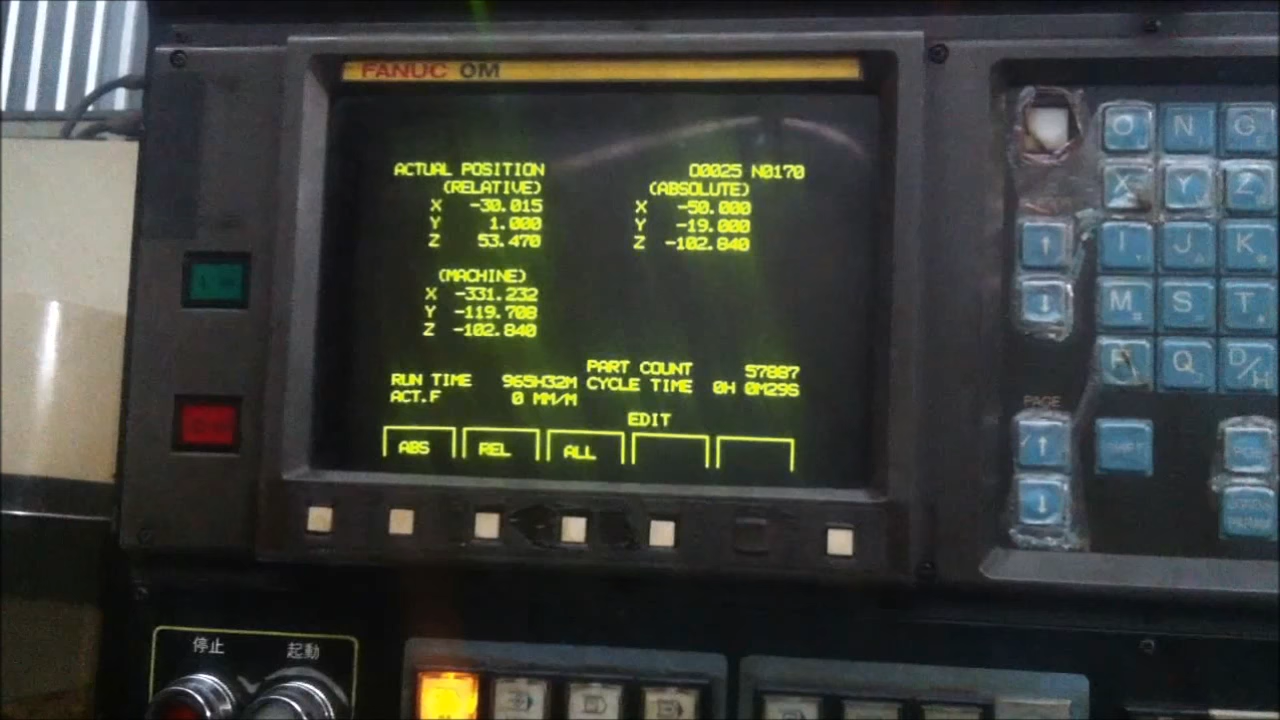 FANUC OM
ACTUAL POSITION O0025 N0170
(RELATIVE) (ABSOLUTE)
X -30.015 X -50.000
Y 1.000 Y -19.000
Z 53.470 Z -102.840
(MACHINE)
X -331.232
Y -119.708
Z -102.840
PART COUNT 57887
RUN TIME 965H32M CYCLE TIME 0H 0M29S
ACT.F 0 MM/M
EDIT
ABS REL ALL
O N G
X Y Z
I J K
M S T
R Q D/H
PAGE
SHIFT POS
停止 起動